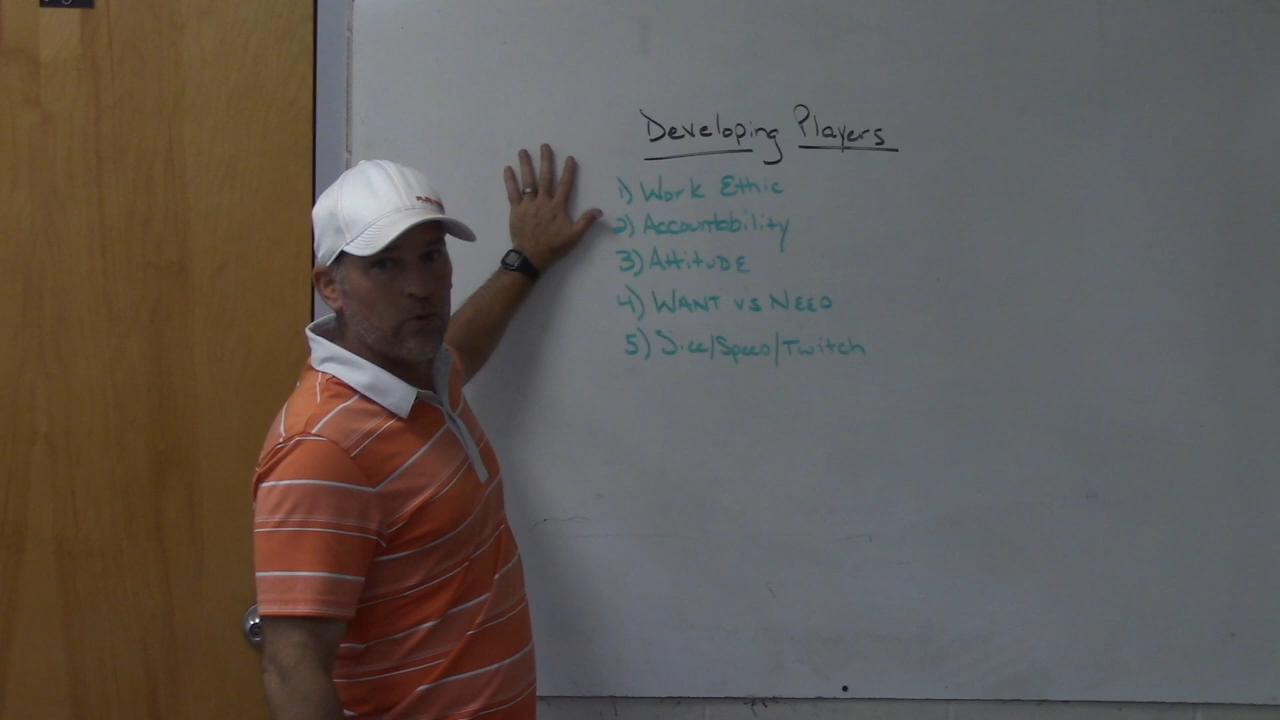 Developing Players
1) Work Ethic
2) Accountability
3) AttituDE
4) WANT vs NEED
5) Size/Speed/Twitch